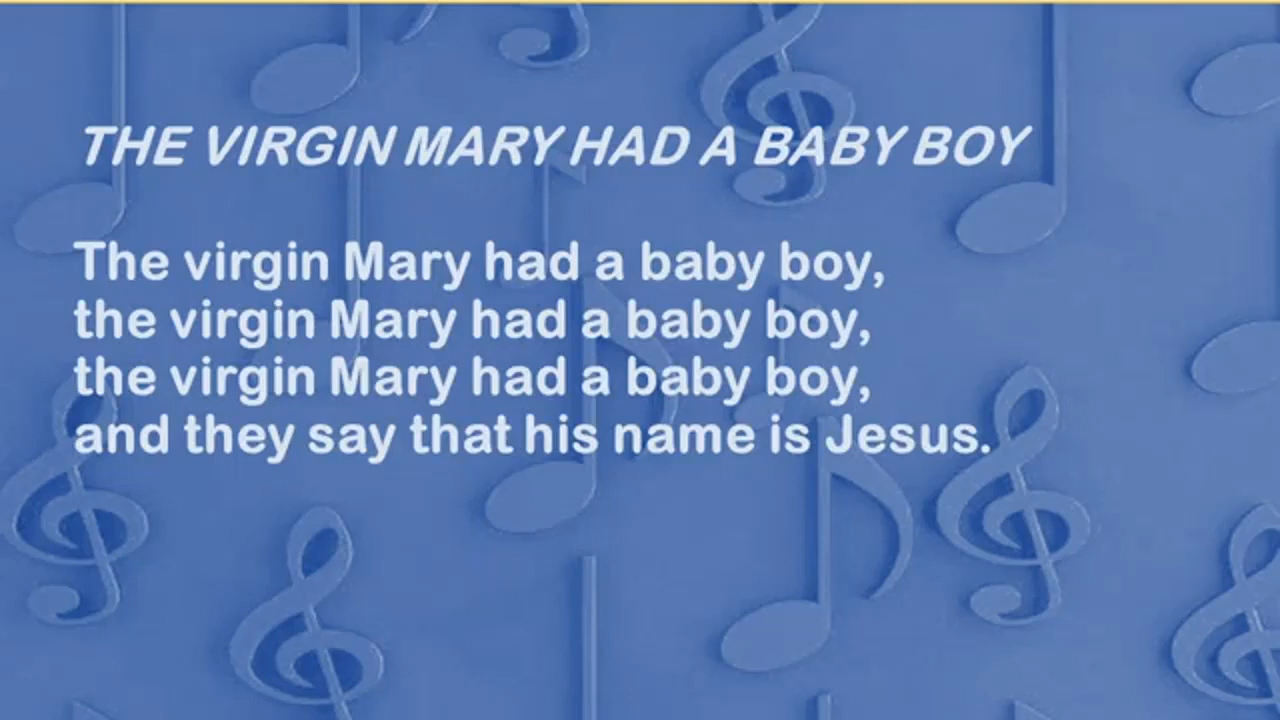 THE VIRGIN MARY HAD A BABY BOY
The virgin Mary had a baby boy,
the virgin Mary had a baby boy,
the virgin Mary had a baby boy,
and they say that his name is Jesus.